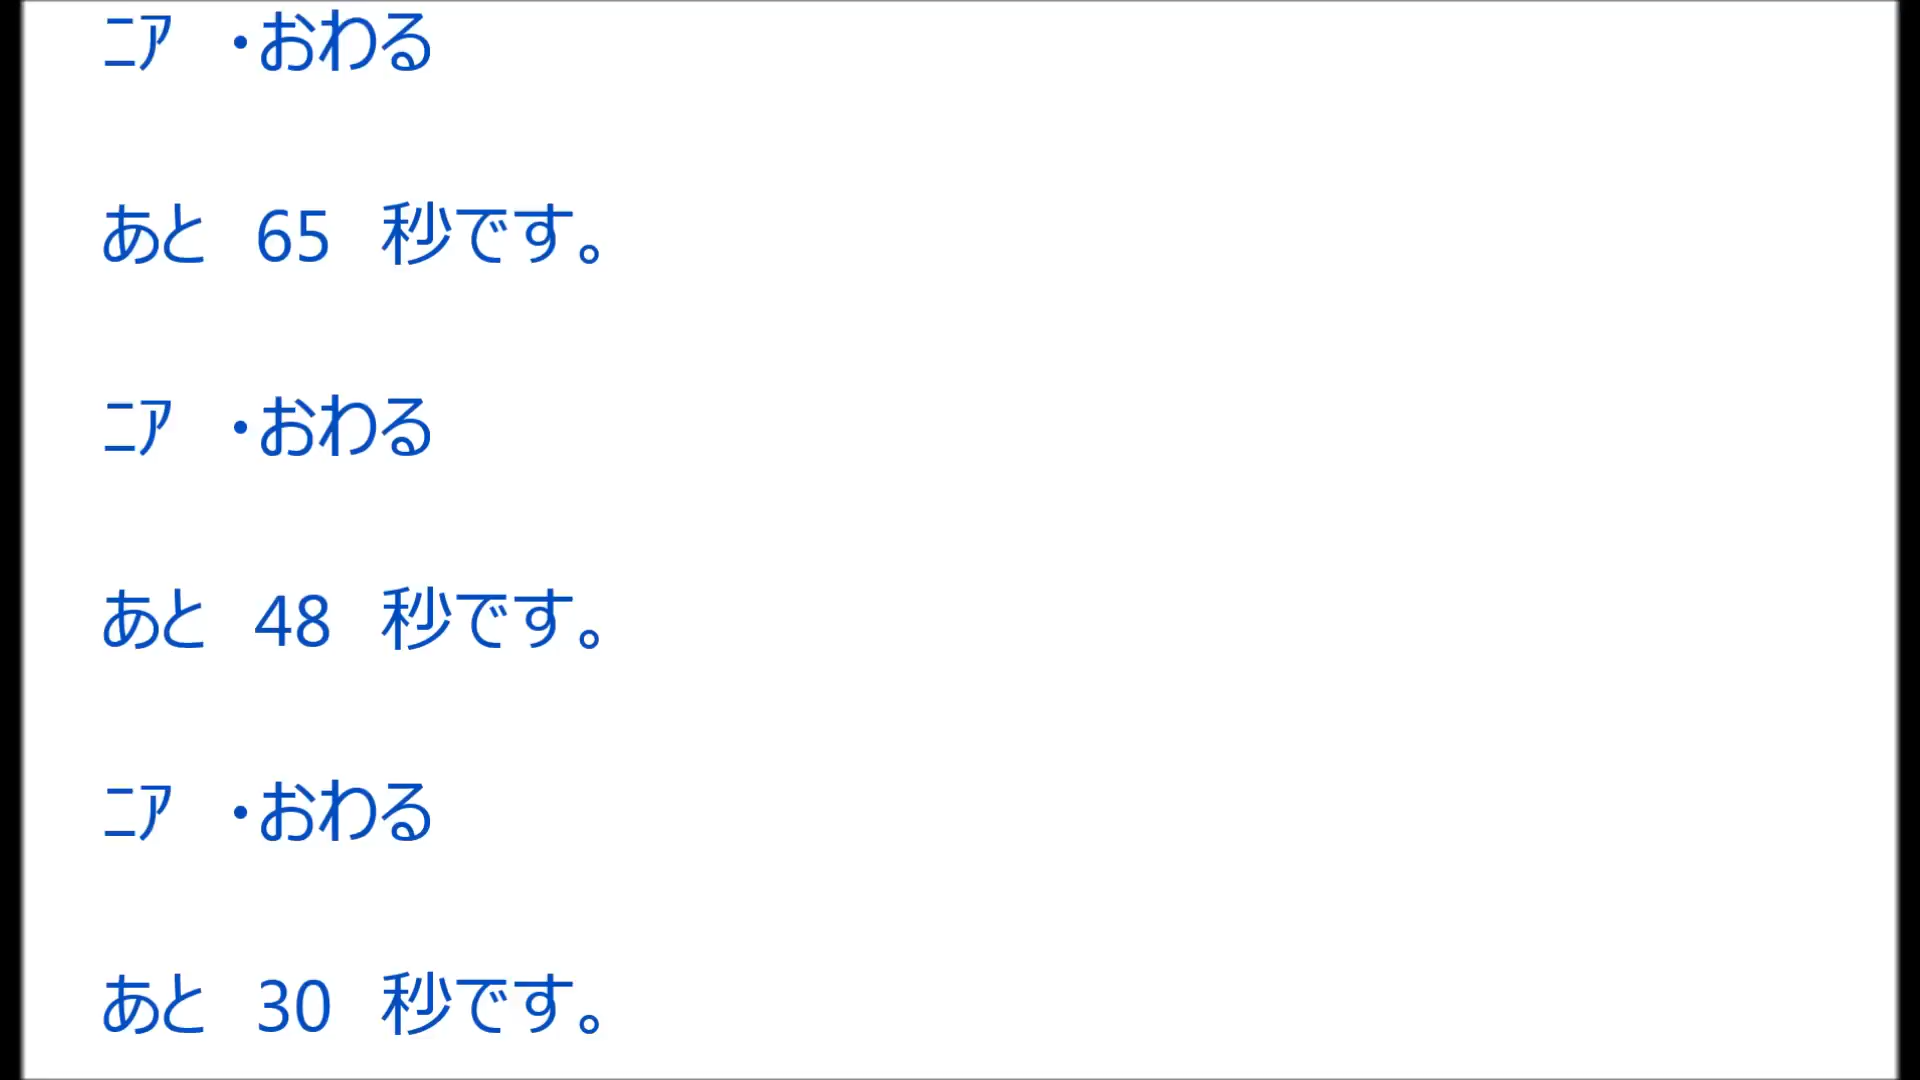 ﾆｱ　・おわる
あと　65　秒です。
ﾆｱ　・おわる
あと　48　秒です。
ﾆｱ　・おわる
あと　30　秒です。